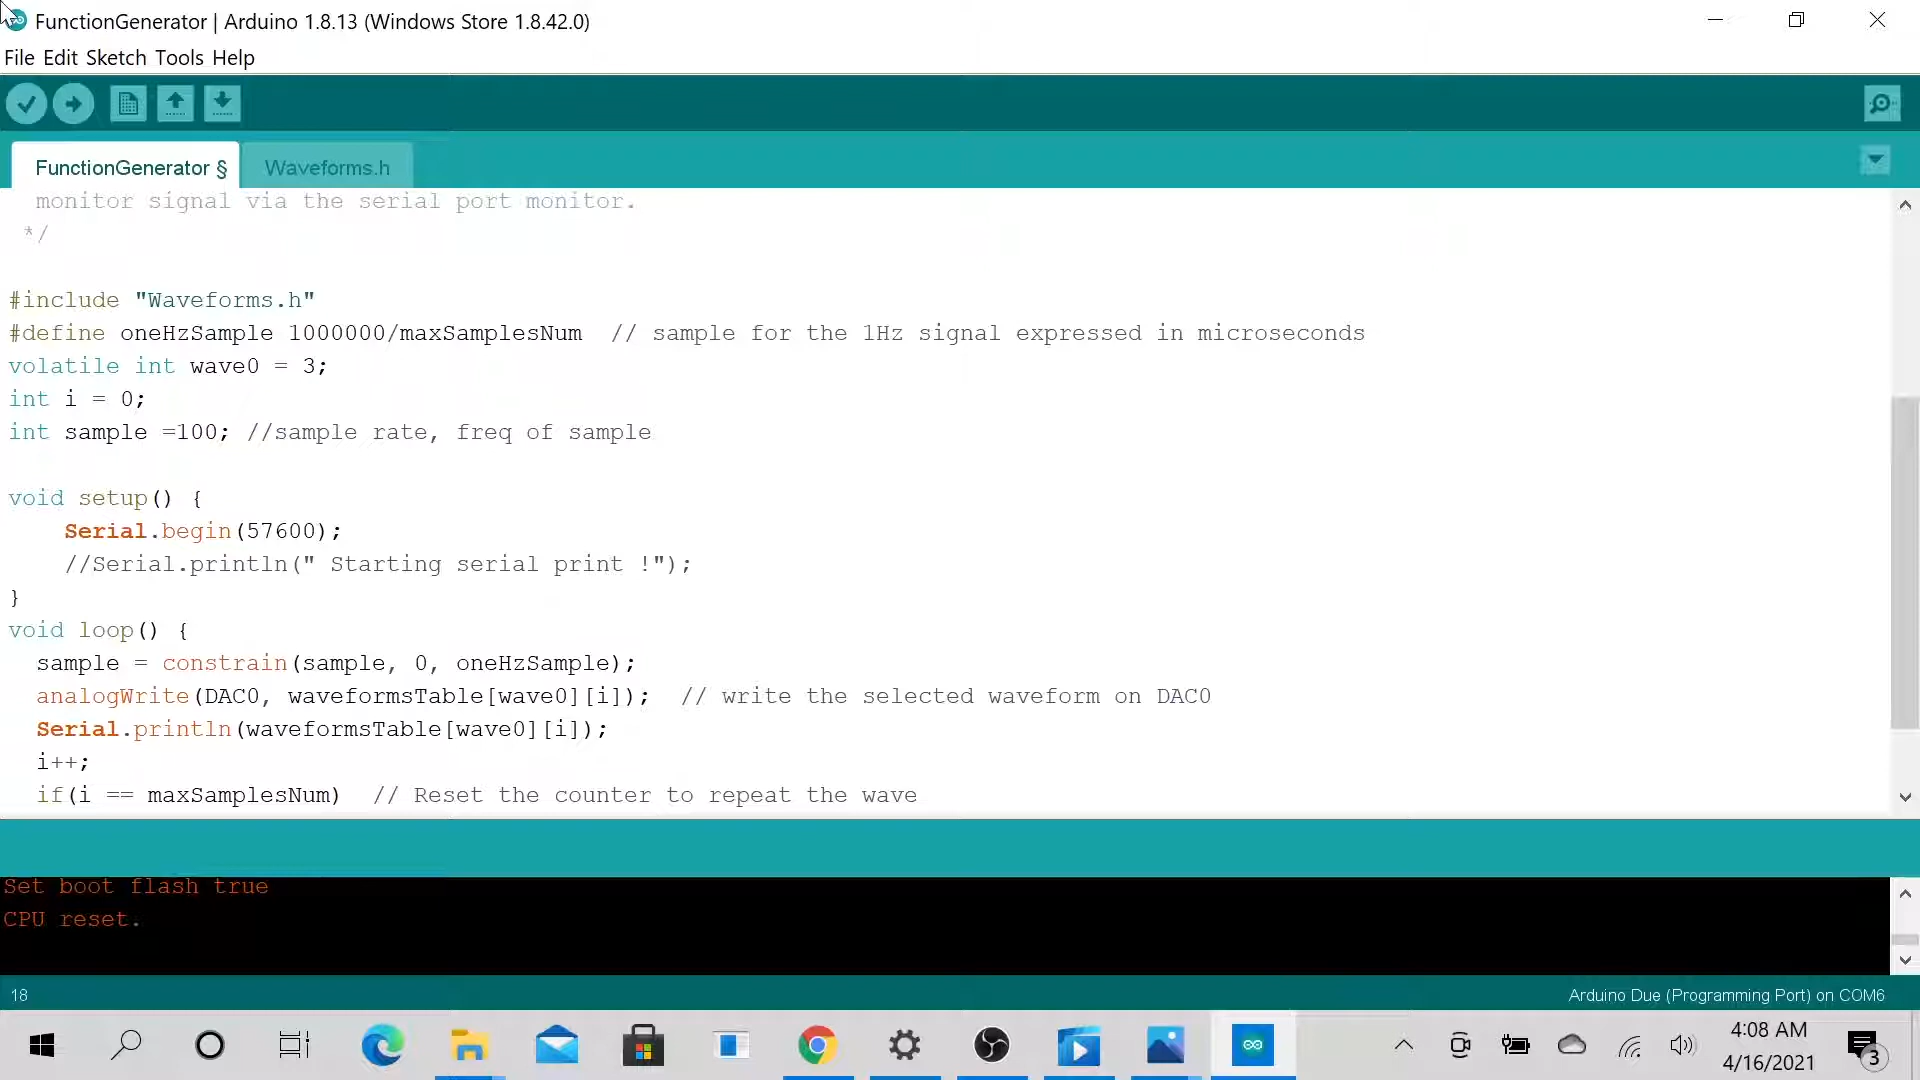 FunctionGenerator | Arduino 1.8.13 (Windows Store 1.8.42.0)
File Edit Sketch Tools Help
FunctionGenerator § Waveforms.h
monitor signal via the serial port monitor.
*/
#include "Waveforms.h"
#define oneHzSample 1000000/maxSamplesNum // sample for the 1Hz signal expressed in microseconds
volatile int wave0 = 3;
int i = 0;
int sample =100; //sample rate, freq of sample
void setup() {
Serial.begin(57600);
//Serial.println(" Starting serial print !");
}
void loop() {
sample = constrain(sample, 0, oneHzSample);
analogWrite(DAC0, waveformsTable[wave0][i]); // write the selected waveform on DAC0
Serial.println(waveformsTable[wave0][i]);
i++;
if(i == maxSamplesNum) // Reset the counter to repeat the wave
Set boot flash true
CPU reset.
18
Arduino Due (Programming Port) on COM6
4:08 AM
4/16/2021
3